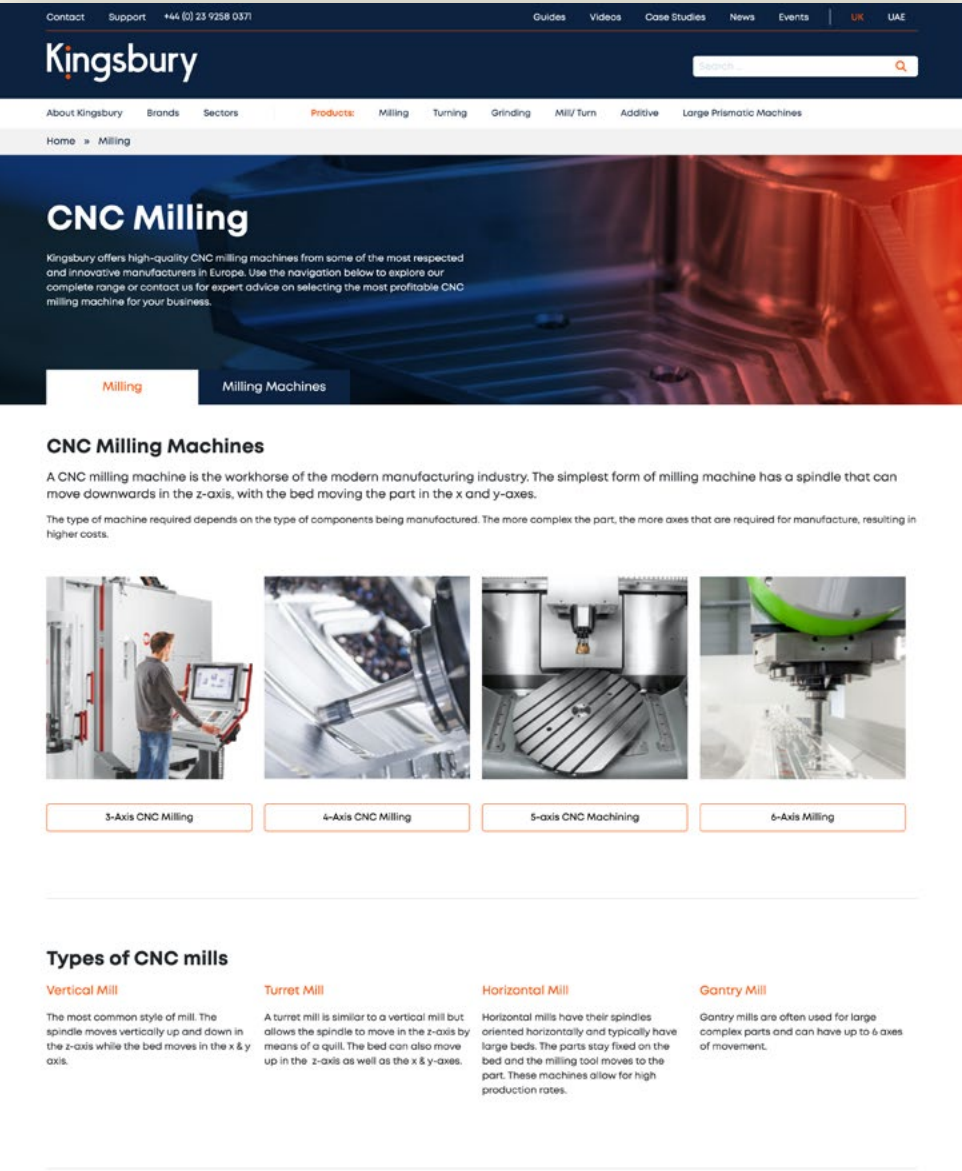 Contact Support +44 (0) 23 9258 0371 Guides Videos Case Studies News Events UK UAE
Kingsbury
Search ...
About Kingsbury Brands Sectors Products: Milling Turning Grinding Mill/ Turn Additive Large Prismatic Machines
Home » Milling
CNC Milling
Kingsbury offers high-quality CNC milling machines from some of the most respected
and innovative manufacturers in Europe. Use the navigation below to explore our
complete range or contact us for expert advice on selecting the most profitable CNC
milling machine for your business.
Milling Milling Machines
CNC Milling Machines
A CNC milling machine is the workhorse of the modern manufacturing industry. The simplest form of milling machine has a spindle that can
move downwards in the z-axis, with the bed moving the part in the x and y-axes.
The type of machine required depends on the type of components being manufactured. The more complex the part, the more axes that are required for manufacture, resulting in
higher costs.
3-Axis CNC Milling 4-Axis CNC Milling 5-axis CNC Machining 6-Axis Milling
Types of CNC mills
Vertical Mill
The most common style of mill. The
spindle moves vertically up and down in
the z-axis while the bed moves in the x & y
axis.
Turret Mill
A turret mill is similar to a vertical mill but
allows the spindle to move in the z-axis by
means of a quill. The bed can also move
up in the z-axis as well as the x & y-axes.
Horizontal Mill
Horizontal mills have their spindles
oriented horizontally and typically have
large beds. The parts stay fixed on the
bed and the milling tool moves to the
part. These machines allow for high
production rates.
Gantry Mill
Gantry mills are often used for large
complex parts and can have up to 6 axes
of movement.